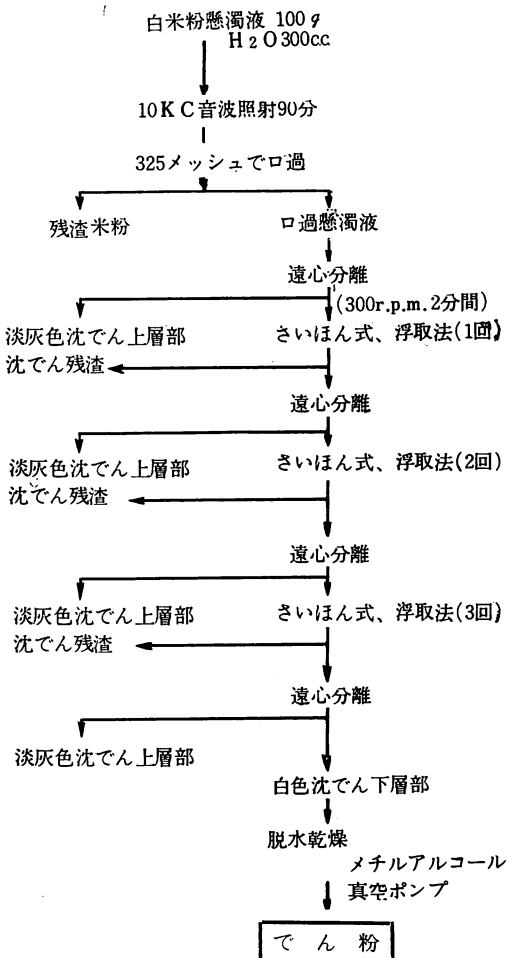 白米粉懸濁液 100g
H2O300c.c.
10KC音波照射90分
325メッシュでロ過
残渣米粉
ロ過懸濁液
遠心分離
(300r.p.m.2分間)
淡灰色沈でん上層部
さいほん式、浮取法(1回)
沈でん残渣
遠心分離
淡灰色沈でん上層部
さいほん式、浮取法(2回)
沈でん残渣
遠心分離
淡灰色沈でん上層部
さいほん式、浮取法(3回)
沈でん残渣
遠心分離
淡灰色沈でん上層部
白色沈でん下層部
脱水乾燥
メチルアルコール
真空ポンプ
でん粉